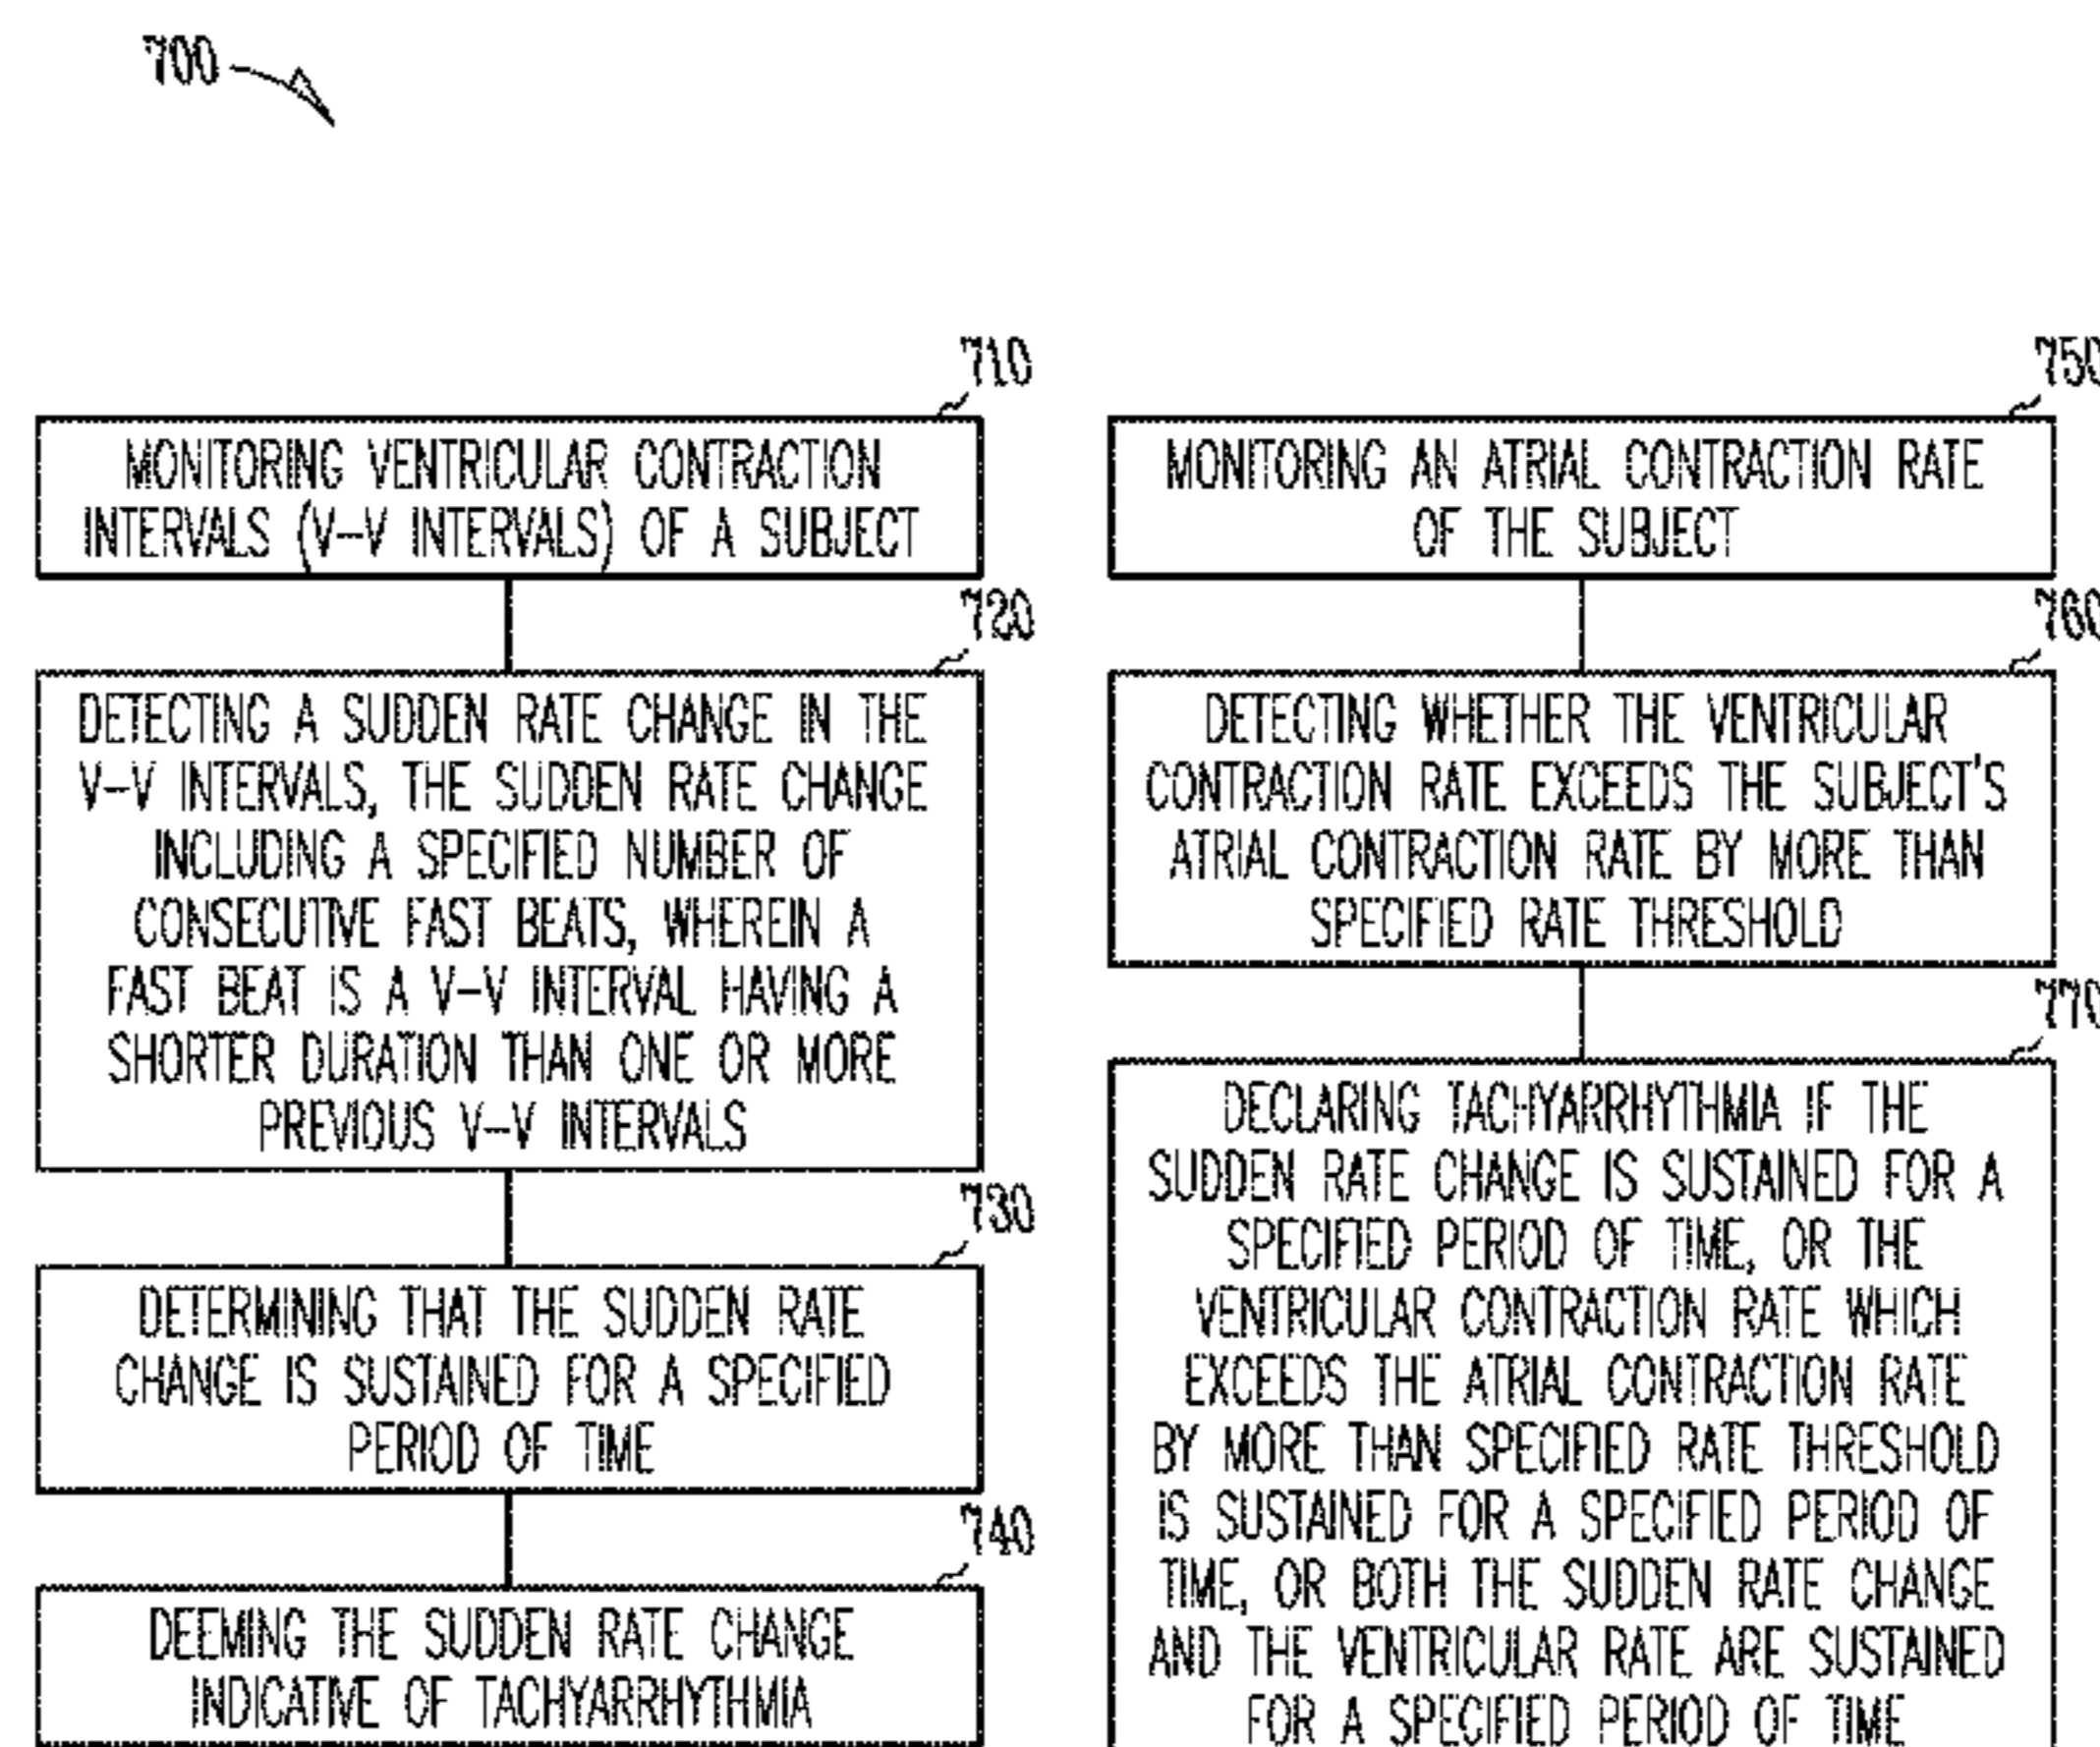 700
710
MONITORING VENTRICULAR CONTRACTION
INTERVALS (V–V INTERVALS) OF A SUBJECT
720
DETECTING A SUDDEN RATE CHANGE IN THE
V–V INTERVALS, THE SUDDEN RATE CHANGE
INCLUDING A SPECIFIED NUMBER OF
CONSECUTIVE FAST BEATS, WHEREIN A
FAST BEAT IS A V–V INTERVAL HAVING A
SHORTER DURATION THAN ONE OR MORE
PREVIOUS V–V INTERVALS
730
DETERMINING THAT THE SUDDEN RATE
CHANGE IS SUSTAINED FOR A SPECIFIED
PERIOD OF TIME
740
DEEMING THE SUDDEN RATE CHANGE
INDICATIVE OF TACHYARRHYTHMIA
750
MONITORING AN ATRIAL CONTRACTION RATE
OF THE SUBJECT
760
DETECTING WHETHER THE VENTRICULAR
CONTRACTION RATE EXCEEDS THE SUBJECT'S
ATRIAL CONTRACTION RATE BY MORE THAN
SPECIFIED RATE THRESHOLD
770
DECLARING TACHYARRHYTHMIA IF THE
SUDDEN RATE CHANGE IS SUSTAINED FOR A
SPECIFIED PERIOD OF TIME, OR THE
VENTRICULAR CONTRACTION RATE WHICH
EXCEEDS THE ATRIAL CONTRACTION RATE
BY MORE THAN SPECIFIED RATE THRESHOLD
IS SUSTAINED FOR A SPECIFIED PERIOD OF
TIME, OR BOTH THE SUDDEN RATE CHANGE
AND THE VENTRICULAR RATE ARE SUSTAINED
FOR A SPECIFIED PERIOD OF TIME